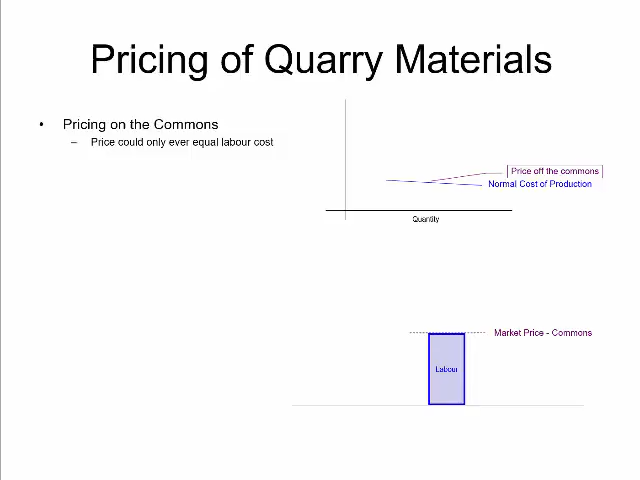 Pricing of Quarry Materials
• Pricing on the Commons
– Price could only ever equal labour cost
Price off the commons
Normal Cost of Production
Quantity
Market Price - Commons
Labour